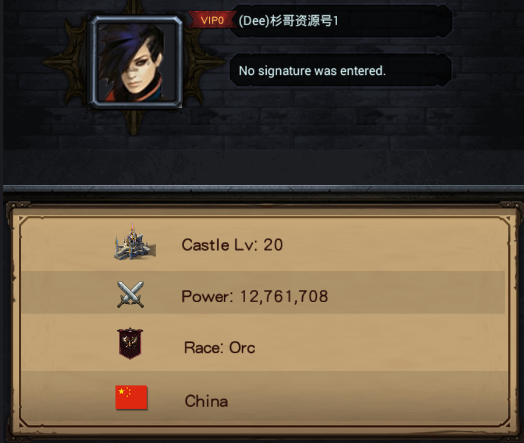 VIP0
(Dee)杉哥资源号1
No signature was entered.
Castle Lv: 20
Power: 12,761,708
Race: Orc
China